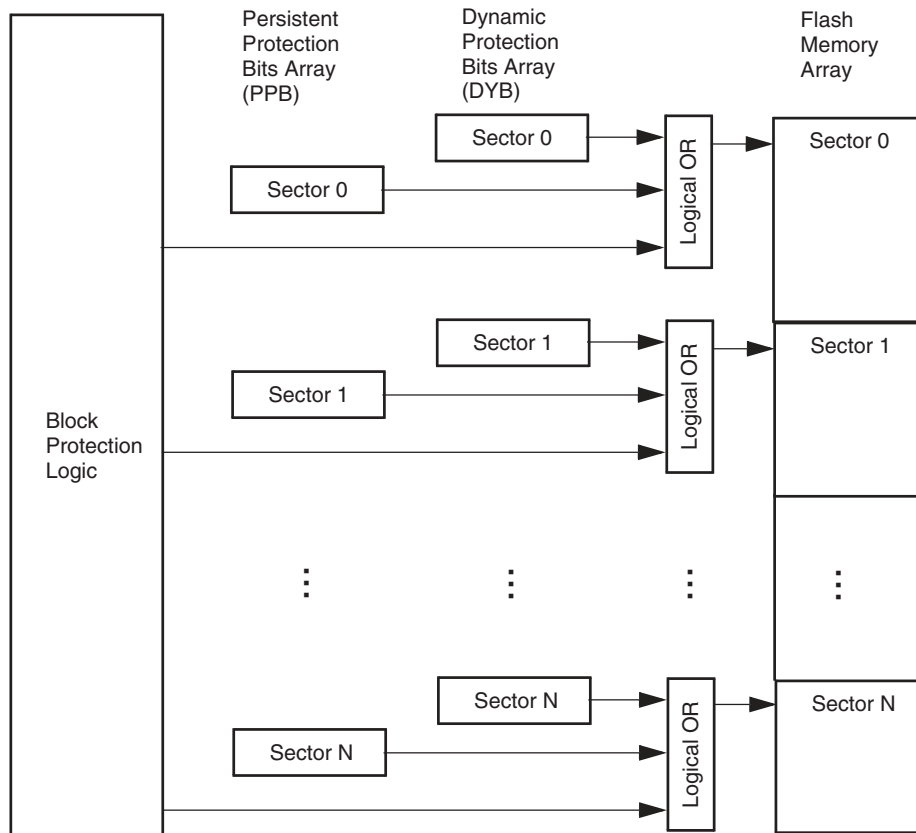 Persistent
Protection
Bits Array
(PPB)
Dynamic
Protection
Bits Array
(DYB)
Flash
Memory
Array
Sector 0
Sector 0
Logical OR
Sector 0
Sector 1
Sector 1
Logical OR
Sector 1
Block
Protection
Logic
Sector N
Sector N
Logical OR
Sector N